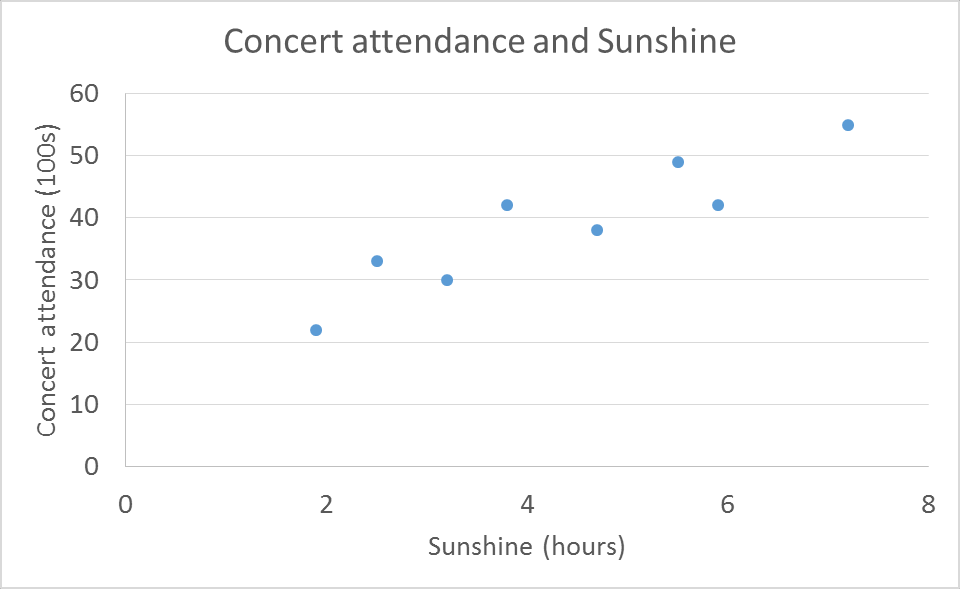 Concert attendance and Sunshine
Concert attendance (100s)
60
50
40
30
20
10
0
0 2 4 6 8
Sunshine (hours)